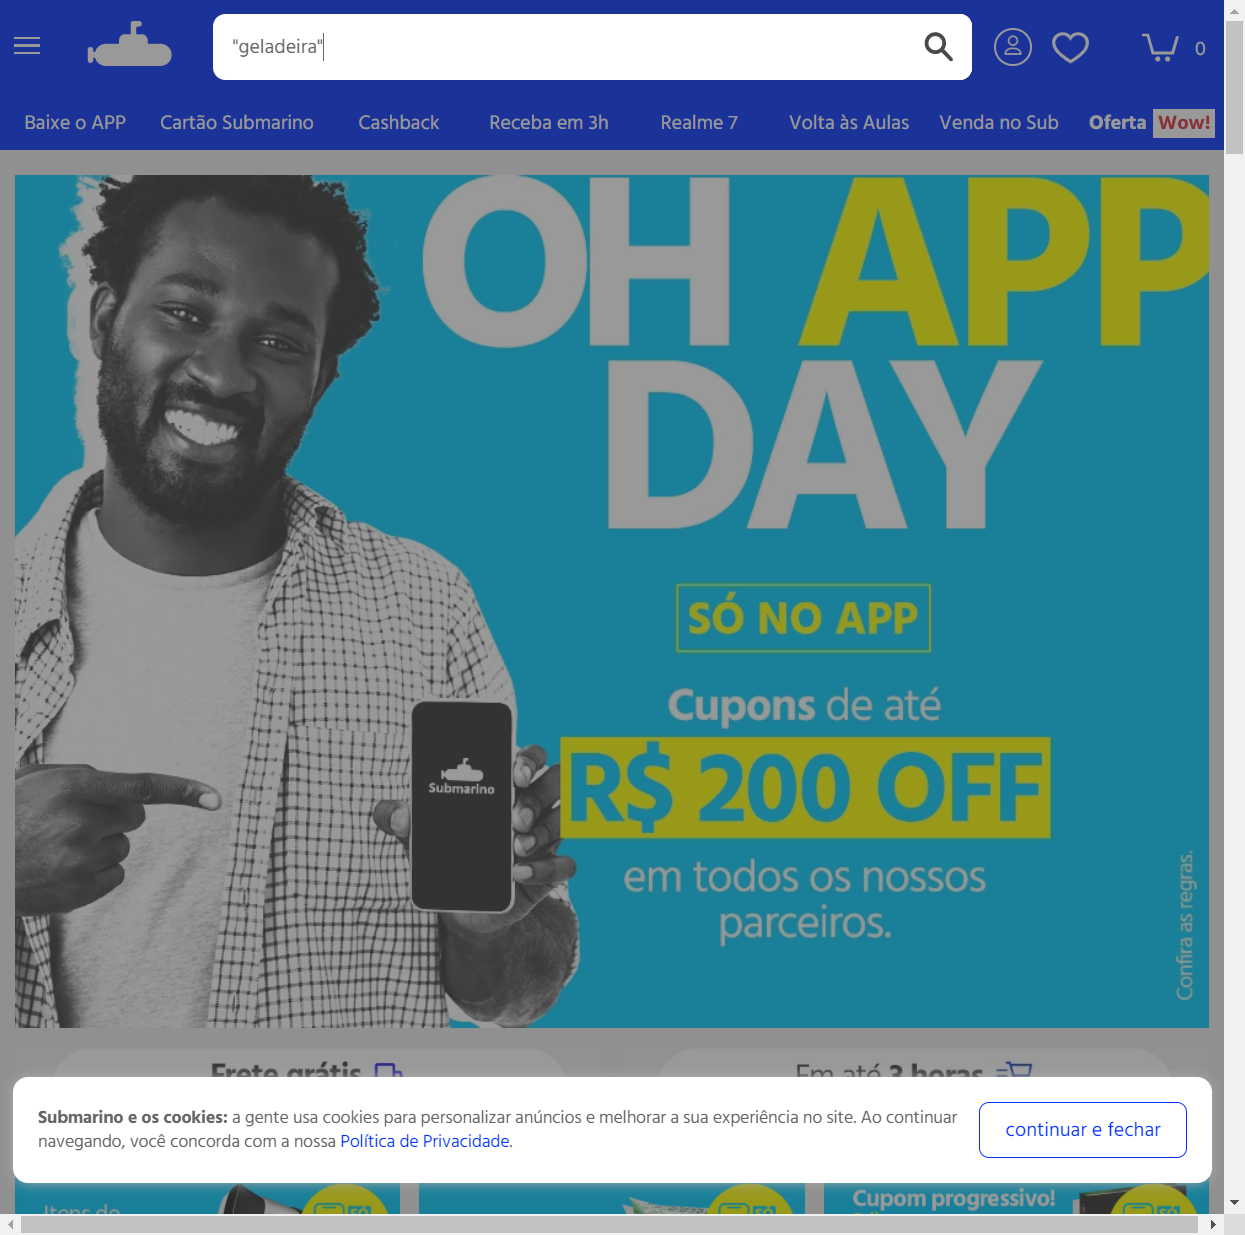 "geladeira"
0
Baixe o APP Cartão Submarino Cashback Receba em 3h Realme 7 Volta às Aulas Venda no Sub Oferta Wow!
OH APP
DAY
SÓ NO APP
Cupons de até
R$ 200 OFF
em todos os nossos
parceiros.
Confira as regras.
Submarino
Frete grátis
Em até 3 horas
Submarino e os cookies: a gente usa cookies para personalizar anúncios e melhorar a sua experiência no site. Ao continuar
navegando, você concorda com a nossa Política de Privacidade.
continuar e fechar
Itens de
Cupom progressivo!